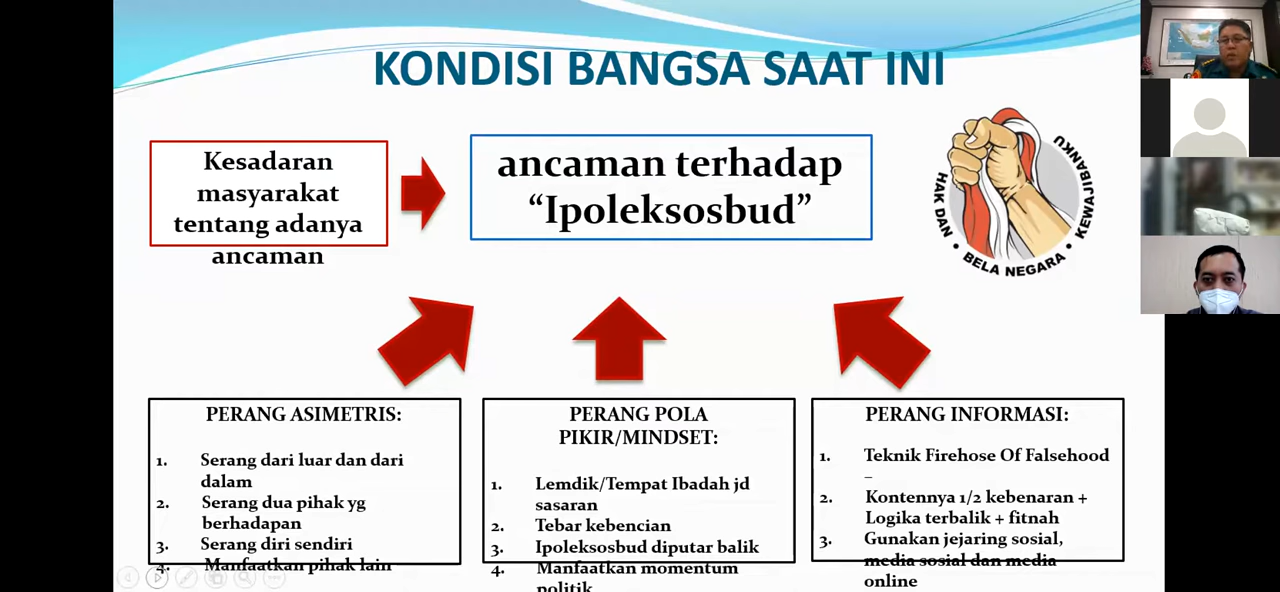 KONDISI BANGSA SAAT INI
Kesadaran
masyarakat
tentang adanya
ancaman
ancaman terhadap
“Ipoleksosbud”
HAK DAN • BELA NEGARA • KEWAJIBANKU
PERANG ASIMETRIS:
1. Serang dari luar dan dari
dalam
2. Serang dua pihak yg
berhadapan
3. Serang diri sendiri
4. Manfaatkan pihak lain
PERANG POLA
PIKIR/MINDSET:
1. Lemdik/Tempat Ibadah jd
sasaran
2. Tebar kebencian
3. Ipoleksosbud diputar balik
4. Manfaatkan momentum
politik
PERANG INFORMASI:
1. Teknik Firehose Of Falsehood
–
2. Kontennya 1/2 kebenaran +
Logika terbalik + fitnah
3. Gunakan jejaring sosial,
media sosial dan media
online